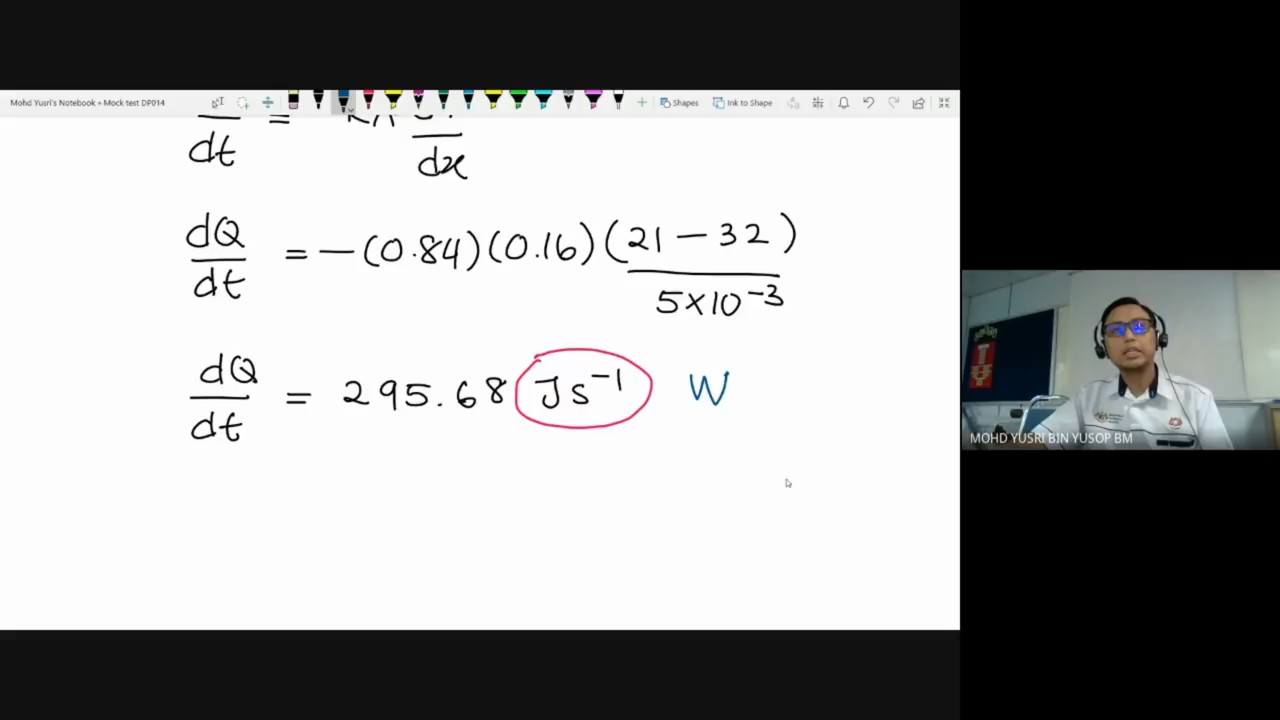 Mohd Yusri's Notebook » Mock test DP014
Shapes
Ink to Shape
dt =
dx
dQ/dt = -(0.84)(0.16)(21 - 32)/(5×10⁻³)
dQ/dt = 295.68 Js⁻¹ W
MOHD YUSRI BIN YUSOP BM